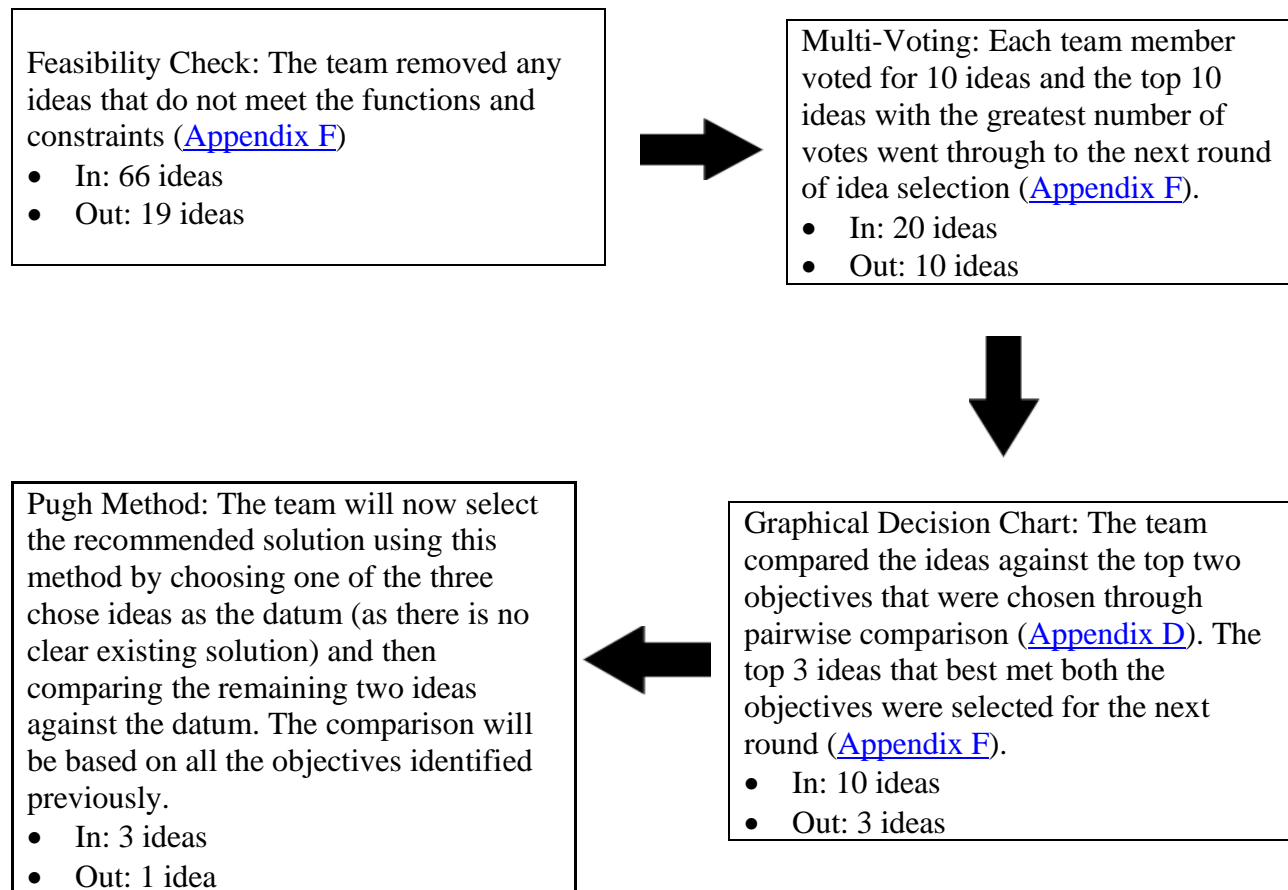 Feasibility Check: The team removed any
ideas that do not meet the functions and
constraints (Appendix F)
• In: 66 ideas
• Out: 19 ideas
Multi-Voting: Each team member
voted for 10 ideas and the top 10
ideas with the greatest number of
votes went through to the next round
of idea selection (Appendix F).
• In: 20 ideas
• Out: 10 ideas
Graphical Decision Chart: The team
compared the ideas against the top two
objectives that were chosen through
pairwise comparison (Appendix D). The
top 3 ideas that best met both the
objectives were selected for the next
round (Appendix F).
• In: 10 ideas
• Out: 3 ideas
Pugh Method: The team will now select
the recommended solution using this
method by choosing one of the three
chose ideas as the datum (as there is no
clear existing solution) and then
comparing the remaining two ideas
against the datum. The comparison will
be based on all the objectives identified
previously.
• In: 3 ideas
• Out: 1 idea